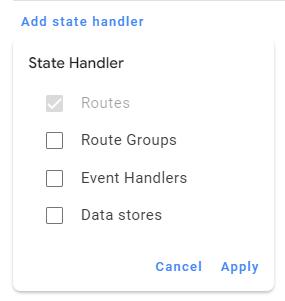 Add state handler
State Handler
Routes
Route Groups
Event Handlers
Data stores
Cancel Apply